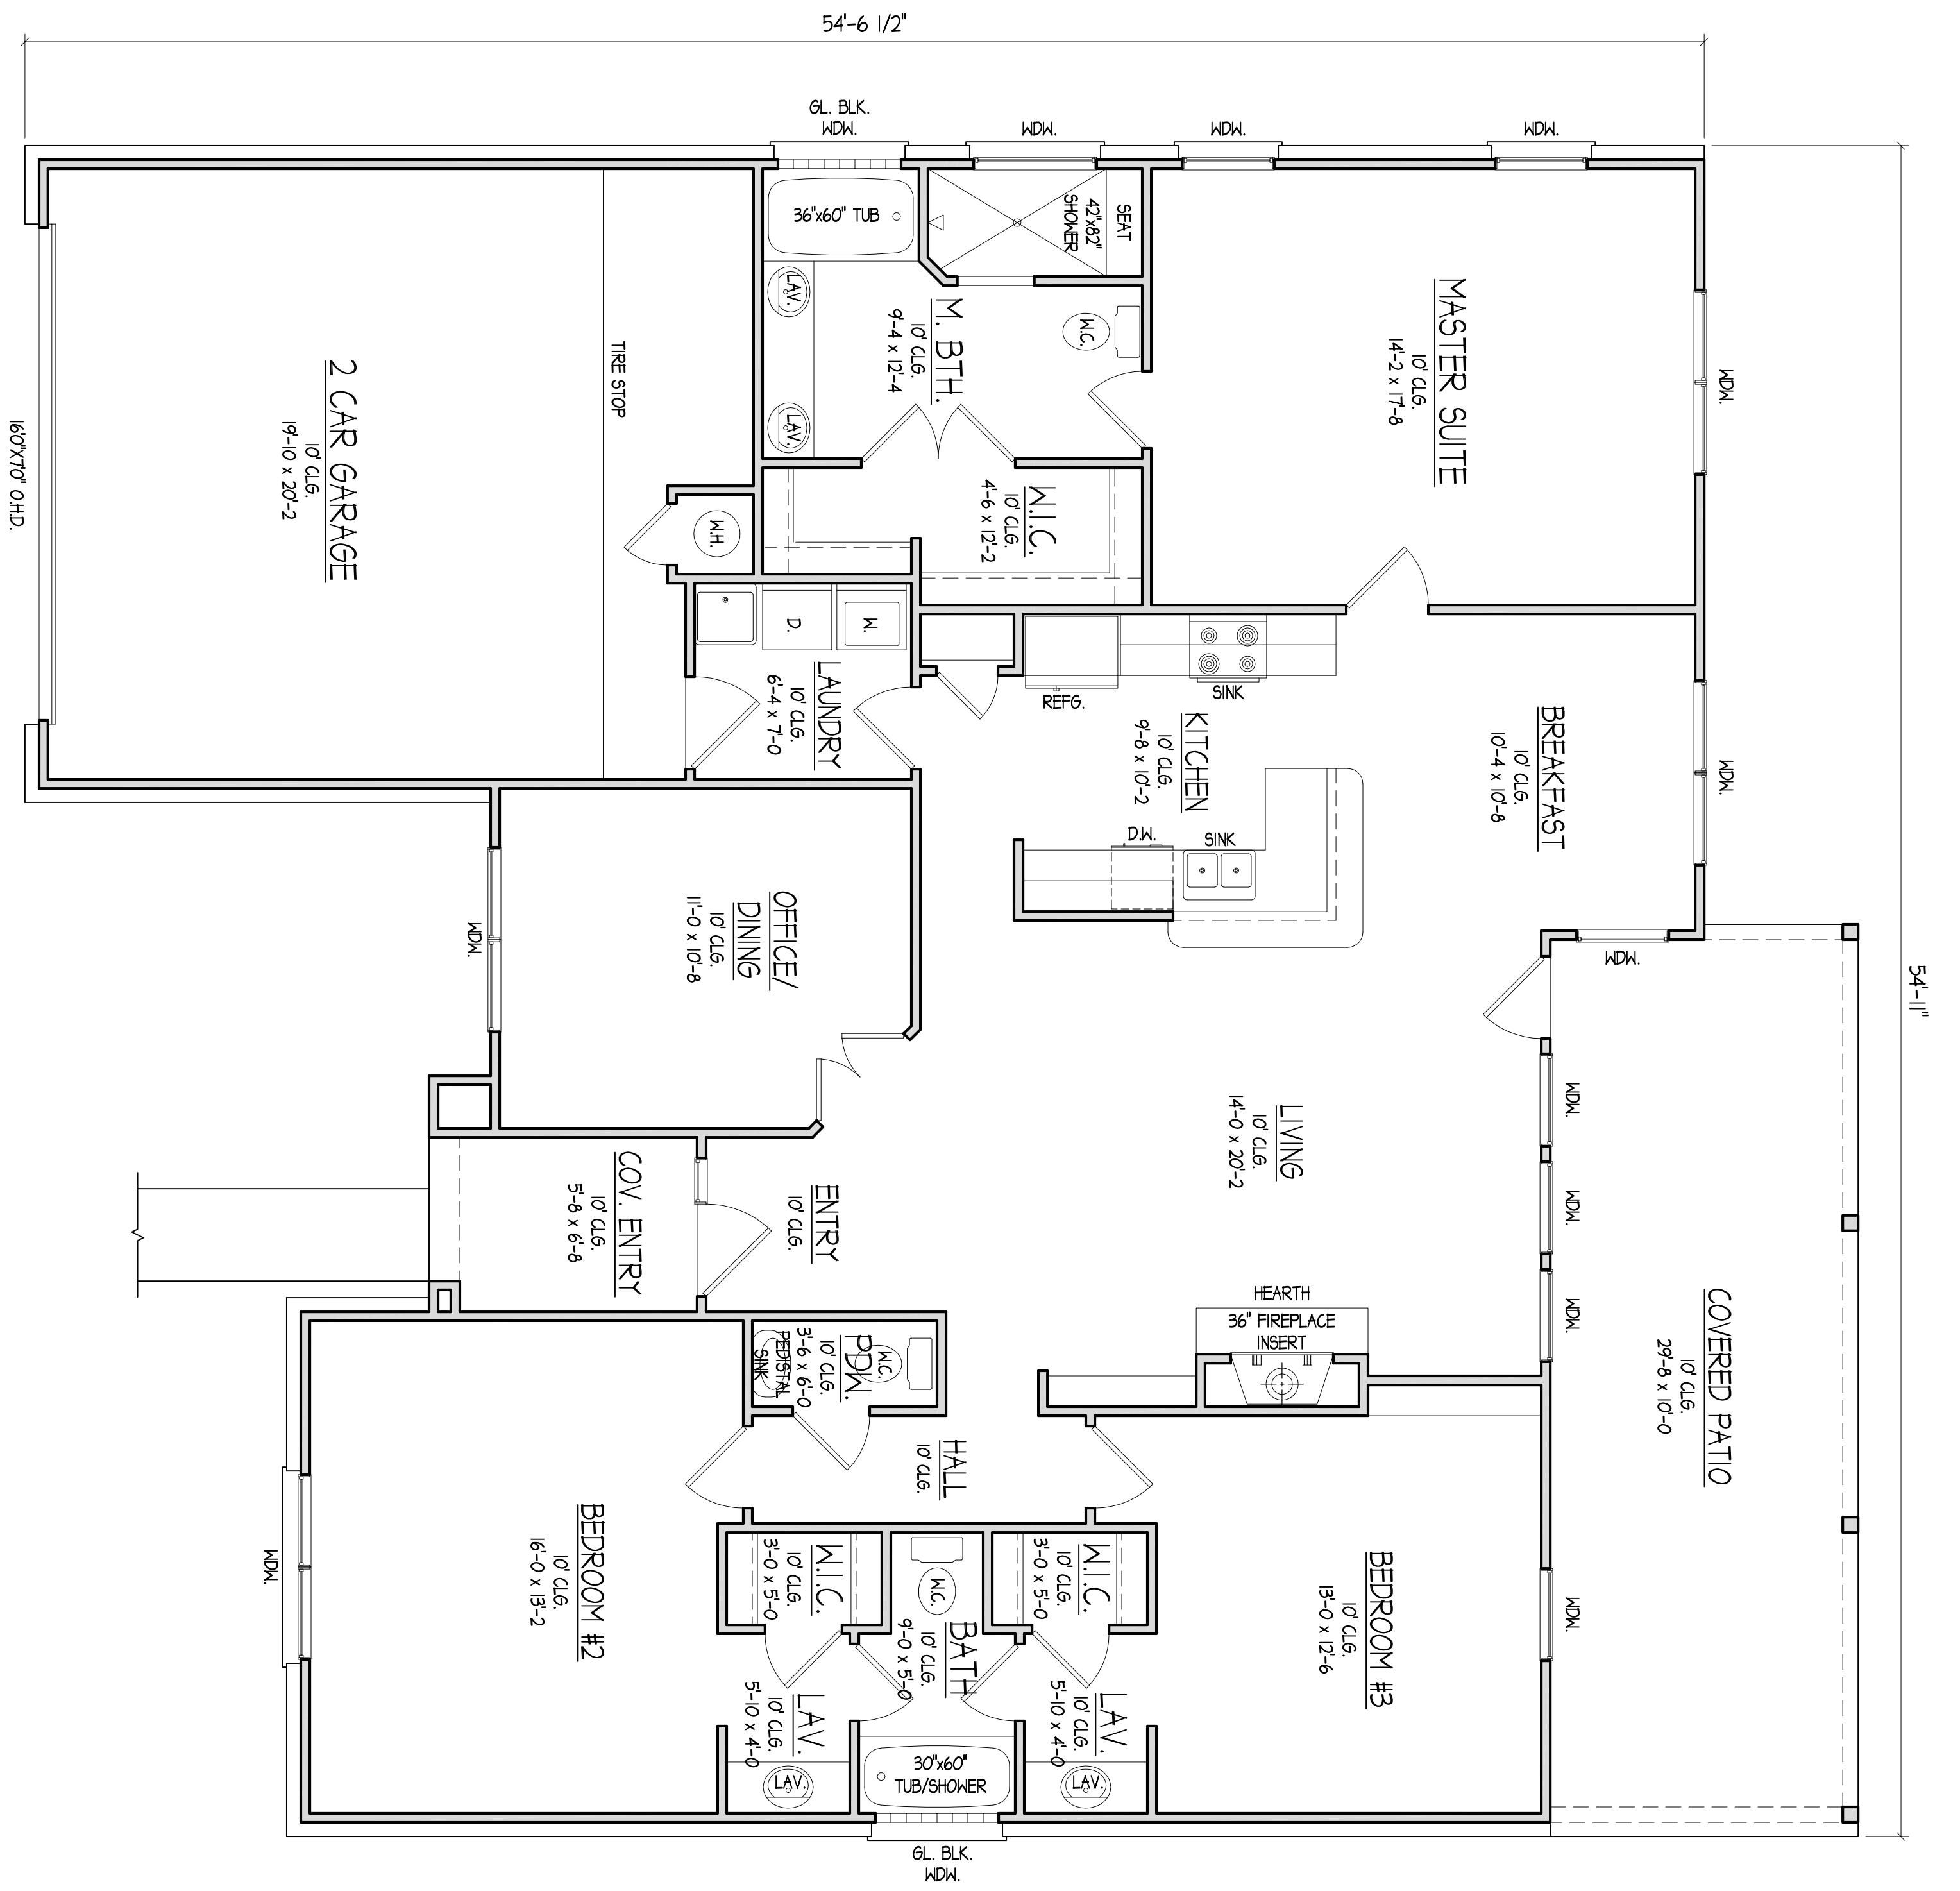 54'-6 1/2"
GL. BLK.
WDW.
WDW.
WDW.
WDW.
36"x60" TUB
SEAT
42"x82"
SHOWER
LAV.
LAV.
W.C.
M. BTH.
10' CLG.
9'-4 x 12'-4
MASTER SUITE
10' CLG.
14'-2 x 17'-8
WDW.
2 CAR GARAGE
10' CLG.
19'-10 x 20'-2
TIRE STOP
16'0"X7'0" O.H.D.
W.I.C.
10' CLG.
4'-6 x 12'-2
W.H.
D.
W.
LAUNDRY
10' CLG.
6'-4 x 7'-0
REFG.
SINK
KITCHEN
10' CLG.
9'-8 x 10'-2
D.W.
SINK
BREAKFAST
10' CLG.
10'-4 x 10'-8
WDW.
WDW.
54'-11"
OFFICE/
DINING
10' CLG.
11'-0 x 10'-8
WDW.
LIVING
10' CLG.
14'-0 x 20'-2
WDW.
WDW.
WDW.
COV. ENTRY
10' CLG.
5'-8 x 6'-8
ENTRY
10' CLG.
HEARTH
36" FIREPLACE
INSERT
COVERED PATIO
10' CLG.
29'-8 x 10'-0
PDW.
10' CLG.
3'-6 x 6'-0
W.C.
PEDISTAL
SINK
HALL
10' CLG.
BEDROOM #2
10' CLG.
16'-0 x 13'-2
WDW.
W.I.C.
10' CLG.
3'-0 x 5'-0
W.C.
BATH
10' CLG.
9'-0 x 5'-0
W.I.C.
10' CLG.
3'-0 x 5'-0
BEDROOM #3
10' CLG.
13'-0 x 12'-6
WDW.
LAV.
10' CLG.
5'-10 x 4'-0
LAV.
10' CLG.
5'-10 x 4'-0
LAV.
30"x60"
TUB/SHOWER
LAV.
GL. BLK.
WDW.